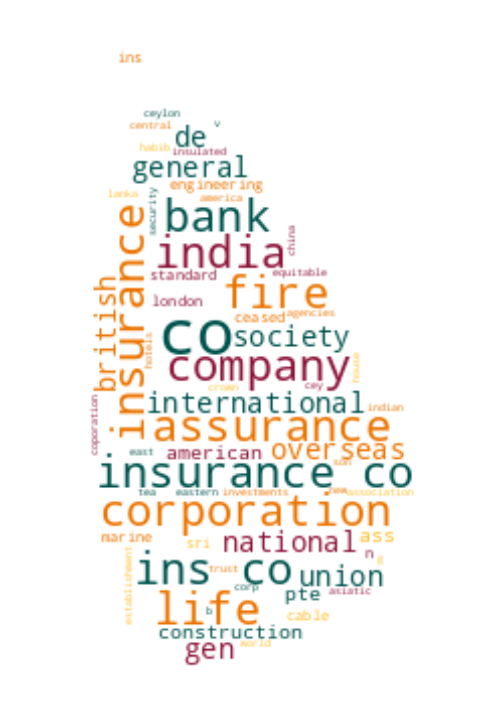 ins
ceylon
central
v
de
habib
insulated
general
engineering
lanka
security
america
bank
insurance
india
china
standard
equitable
british
fire
london
ceased
agencies
co
society
hotels
company
house
crown
cey
coporation
international
indian
assurance
east
american
overseas
son
insurance co
tea
eastern
investments
new
association
corporation
marine
sri
national
ass
n
g
establishment
ins co
trust
union
corp
pte
asiatic
life
b
cable
construction
gen
world